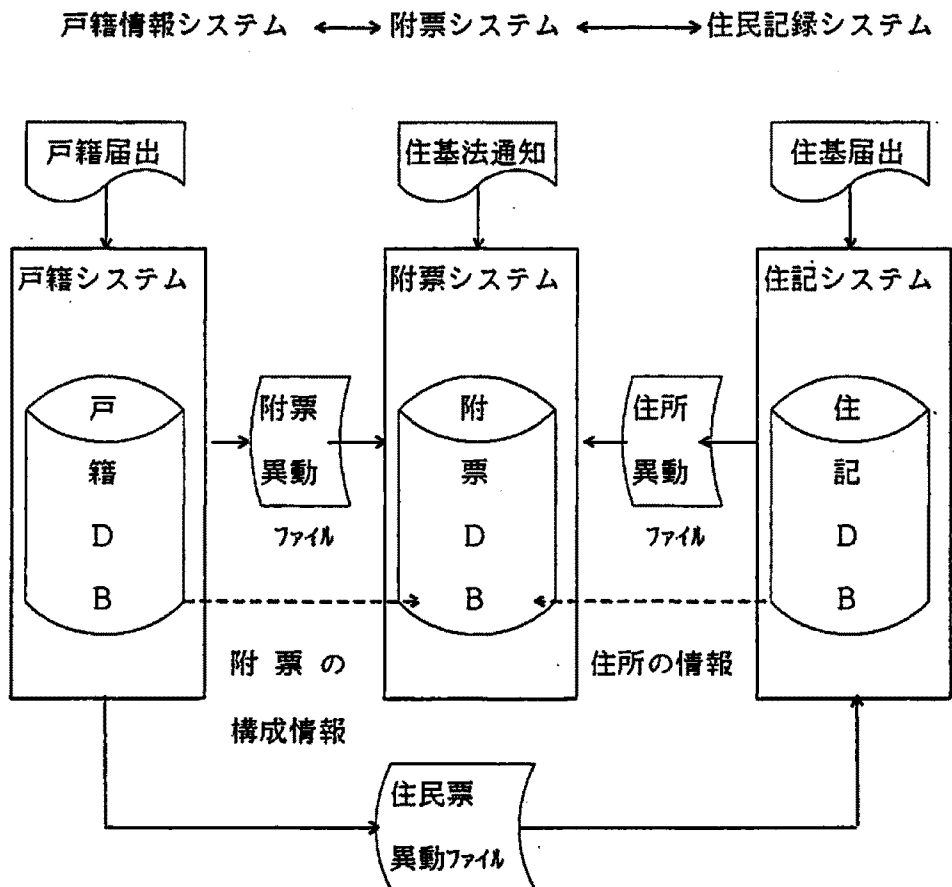 戸籍情報システム ←→ 附票システム ←→ 住民記録システム
戸籍届出
住基法通知
住基届出
戸籍システム
附票システム
住記システム
戸
籍
D
B
附票
異動
ファイル
附
票
D
B
住所
異動
ファイル
住
記
D
B
附票の
構成情報
住所の情報
住民票
異動ファイル